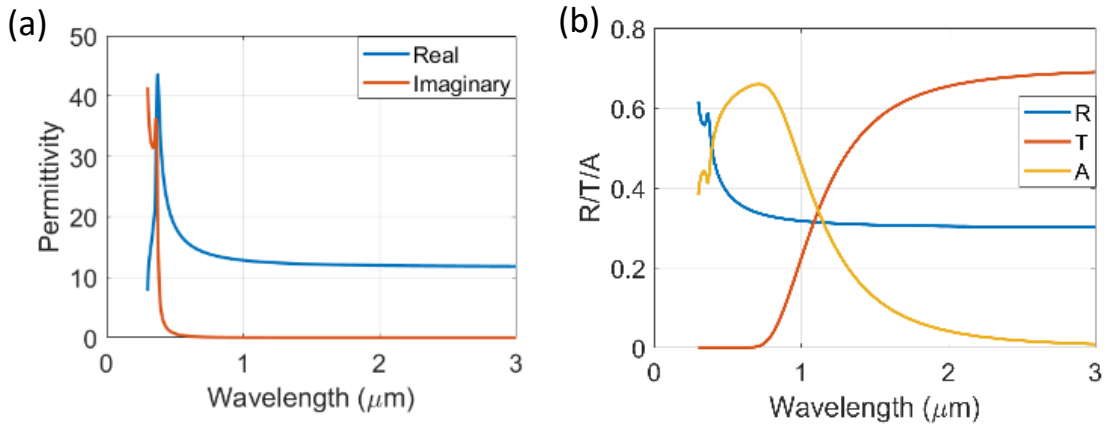 (a)
50
40
30
20
10
0
Permittivity
Real
Imaginary
0 1 2 3
Wavelength (μm)
(b)
0.8
0.6
0.4
0.2
0
R/T/A
R
T
A
0 1 2 3
Wavelength (μm)